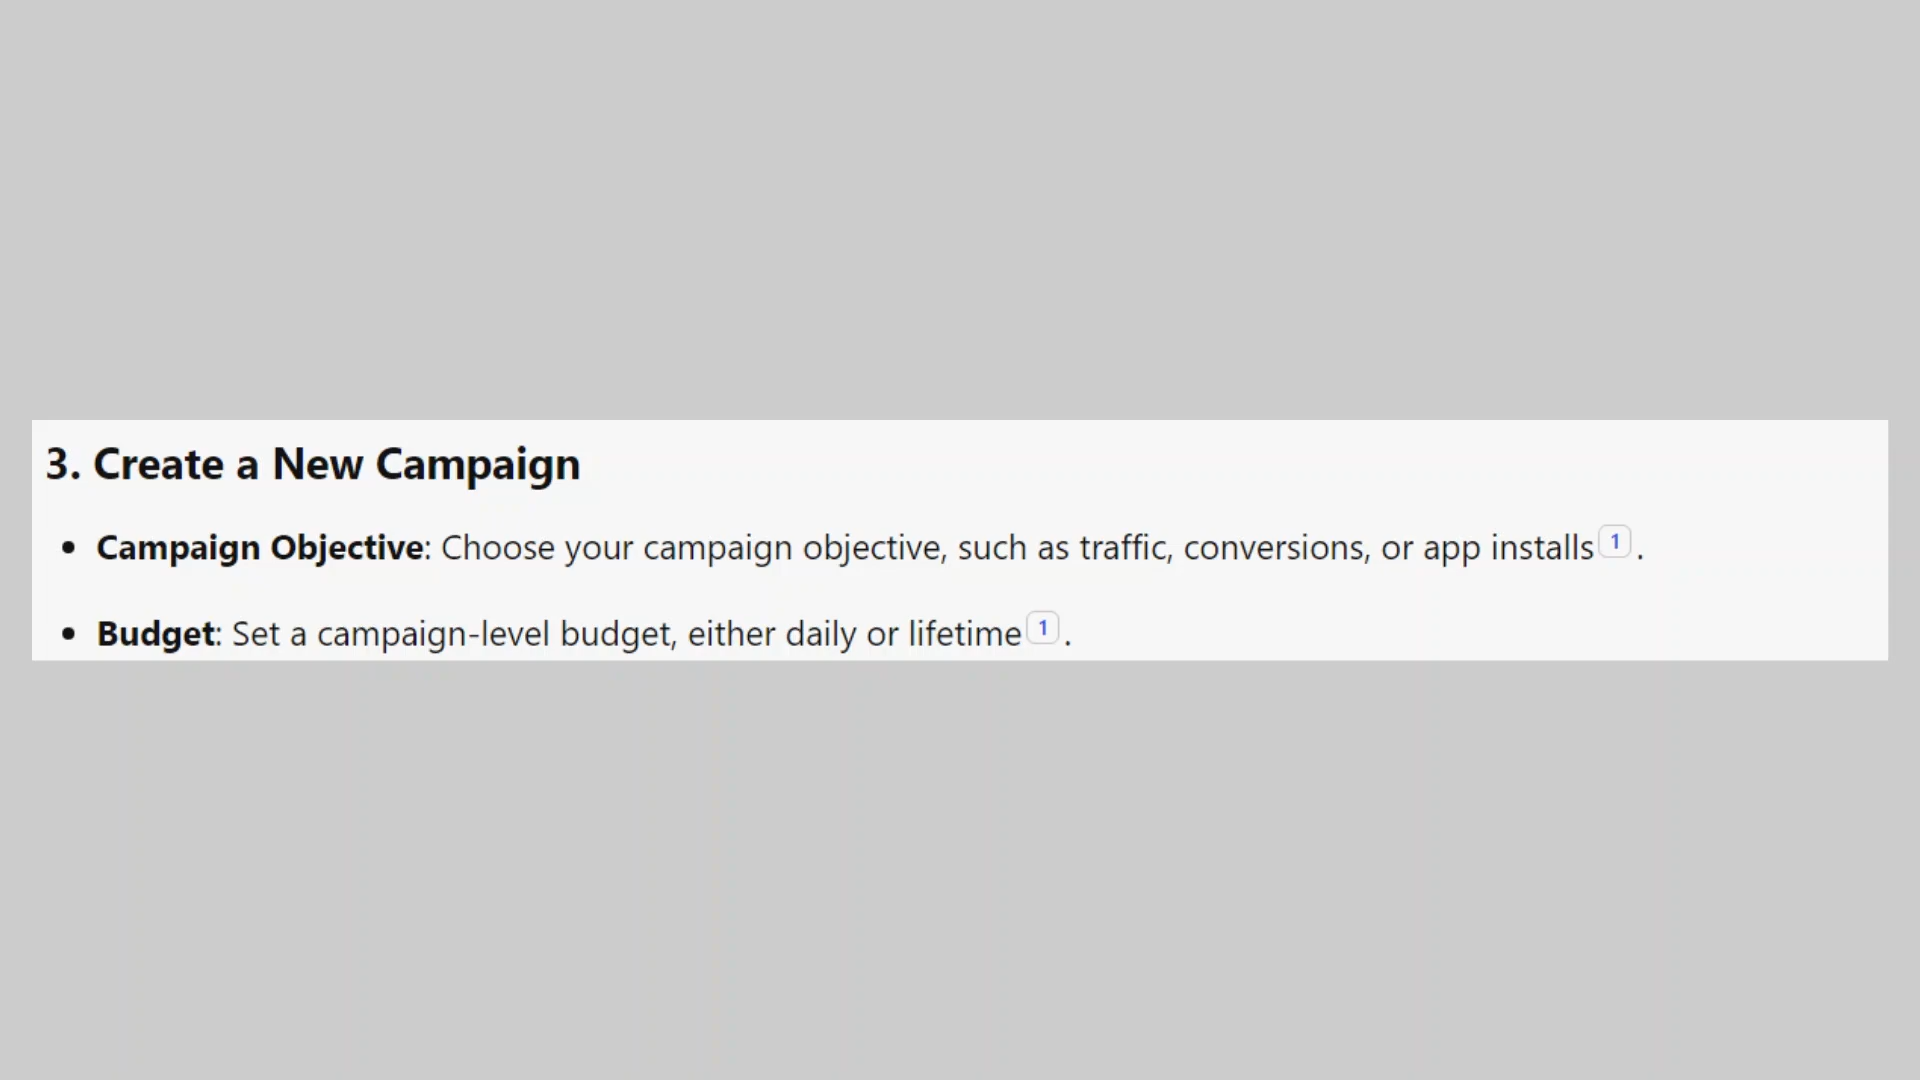 3. Create a New Campaign
• Campaign Objective: Choose your campaign objective, such as traffic, conversions, or app installs 1 .
• Budget: Set a campaign-level budget, either daily or lifetime 1 .